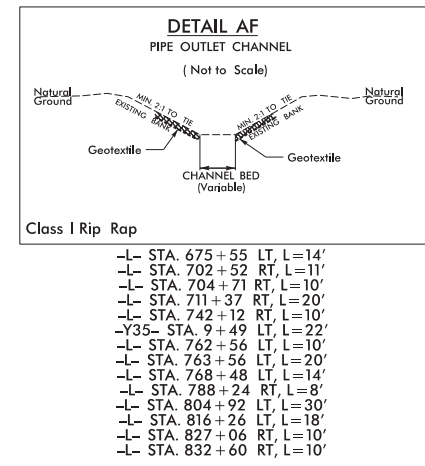 DETAIL AF
PIPE OUTLET CHANNEL
( Not to Scale)
Natural
Ground
MIN. 2:1 TO TIE
EXISTING BANK
Geotextile
MIN. 2:1 TO TIE
EXISTING BANK
Natural
Ground
Geotextile
CHANNEL BED
(Variable)
Class I Rip Rap
-L- STA. 675+55 LT, L=14'
-L- STA. 702+52 RT, L=11'
-L- STA. 704+71 RT, L=10'
-L- STA. 711+37 RT, L=20'
-L- STA. 742+12 RT, L=10'
-Y35- STA. 9+49 LT, L=22'
-L- STA. 762+56 LT, L=10'
-L- STA. 763+56 LT, L=20'
-L- STA. 768+48 LT, L=14'
-L- STA. 788+24 RT, L=8'
-L- STA. 804+92 LT, L=30'
-L- STA. 816+26 LT, L=18'
-L- STA. 827+06 RT, L=10'
-L- STA. 832+60 RT, L=10'